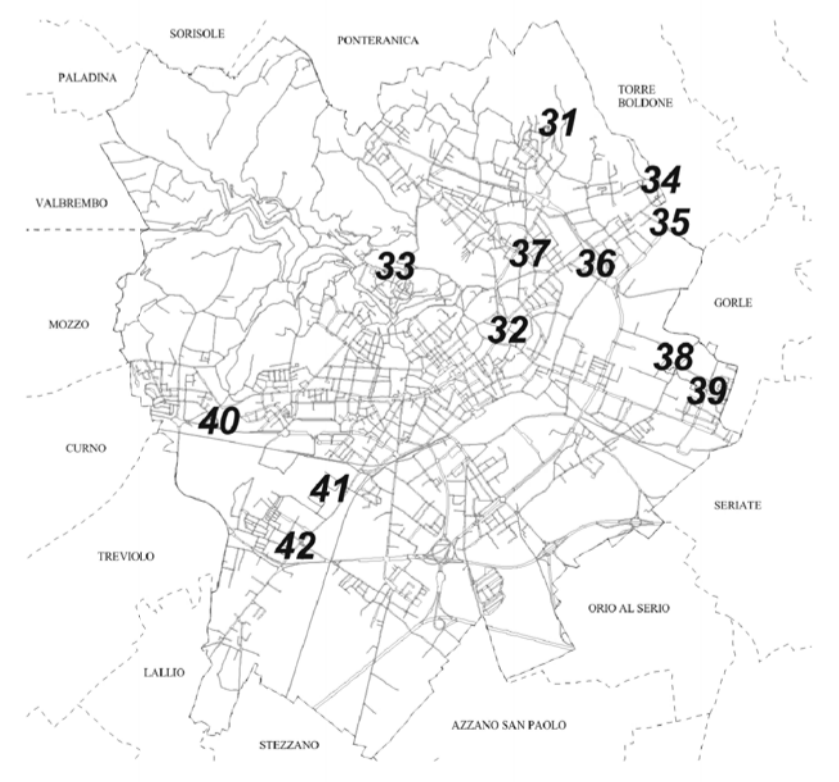 SORISOLE
PONTERANICA
PALADINA
TORRE
BOLDONE
31
34
VALBREMBO
35
37
36
33
GORLE
MOZZO
32
38
39
40
CURNO
41
SERIATE
42
TREVIOLO
ORIO AL SERIO
LALLIO
AZZANO SAN PAOLO
STEZZANO